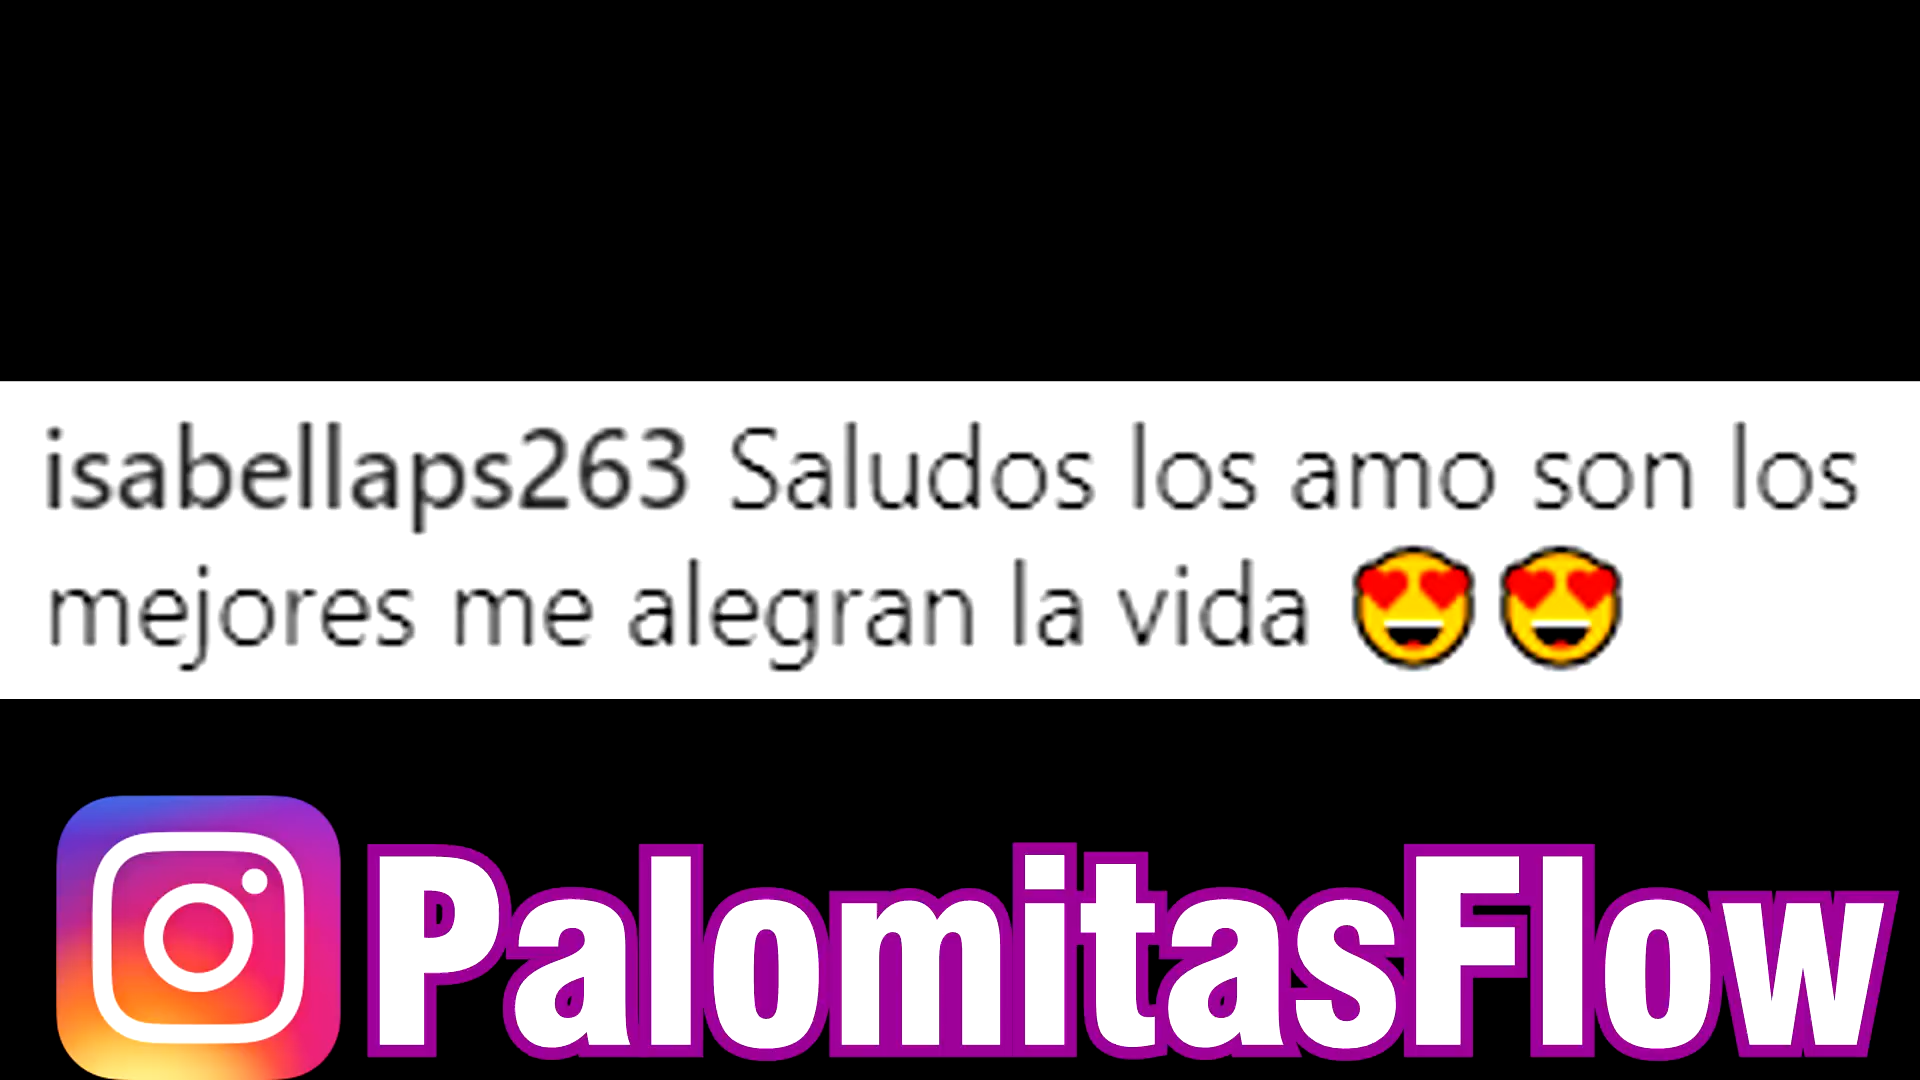 isabellaps263 Saludos los amo son los
mejores me alegran la vida 😍😍
PalomitasFlow